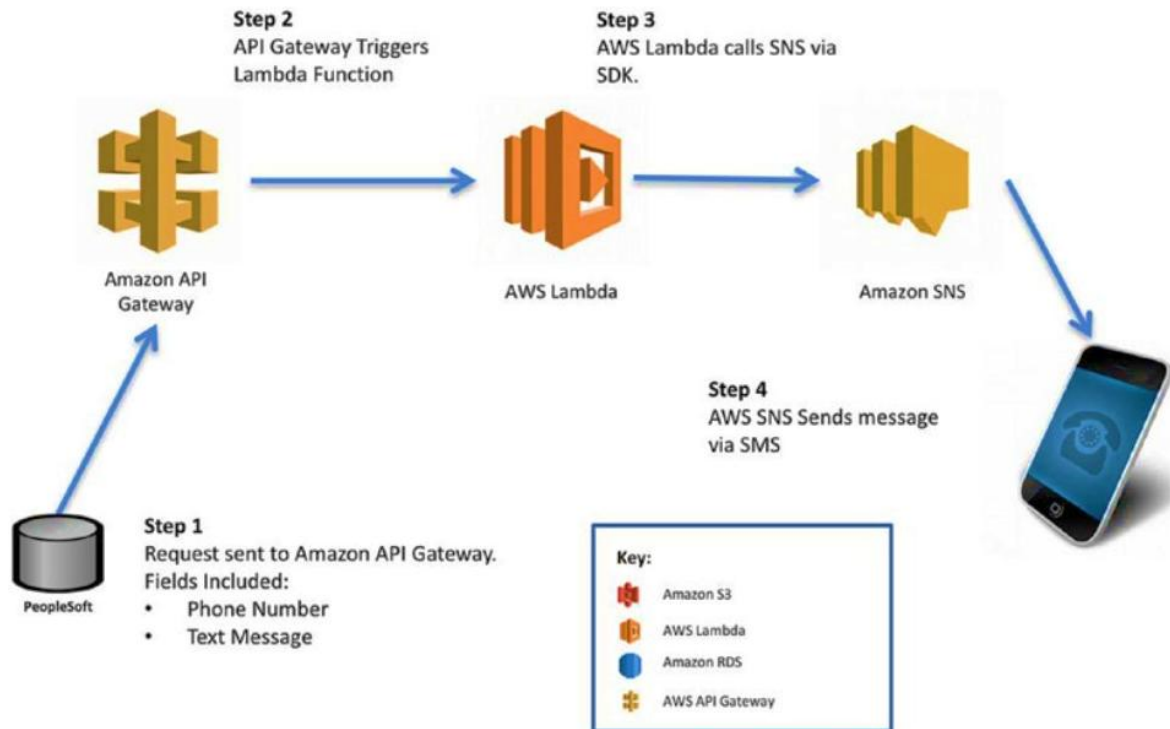 Step 2
API Gateway Triggers
Lambda Function
Step 3
AWS Lambda calls SNS via
SDK.
Amazon API
Gateway
AWS Lambda
Amazon SNS
Step 4
AWS SNS Sends message
via SMS
Step 1
Request sent to Amazon API Gateway.
Fields Included:
• Phone Number
• Text Message
PeopleSoft
Key:
Amazon S3
AWS Lambda
Amazon RDS
AWS API Gateway